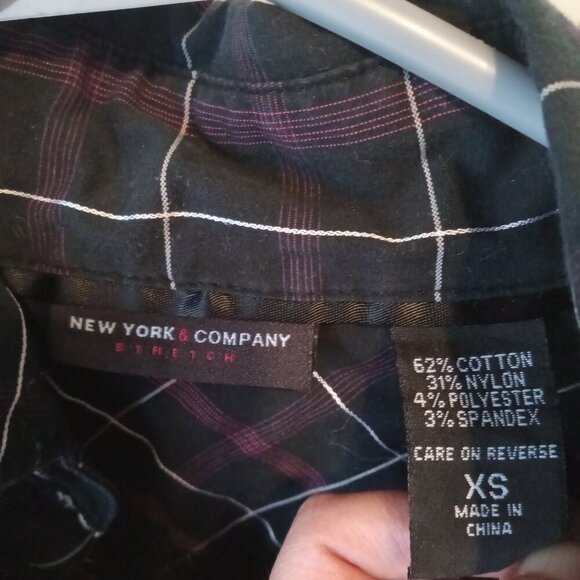 NEW YORK & COMPANY
STRETCH
62% COTTON
31% NYLON
4% POLYESTER
3% SPANDEX
CARE ON REVERSE
XS
MADE IN
CHINA